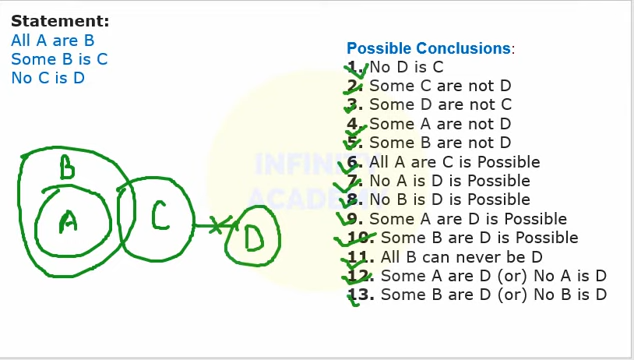 Statement:
All A are B
Some B is C
No C is D
Possible Conclusions:
1. No D is C
2. Some C are not D
3. Some D are not C
4. Some A are not D
5. Some B are not D
6. All A are C is Possible
7. No A is D is Possible
8. No B is D is Possible
9. Some A are D is Possible
10. Some B are D is Possible
11. All B can never be D
12. Some A are D (or) No A is D
13. Some B are D (or) No B is D
B
A
C
D
INFINITY
ACADEMY